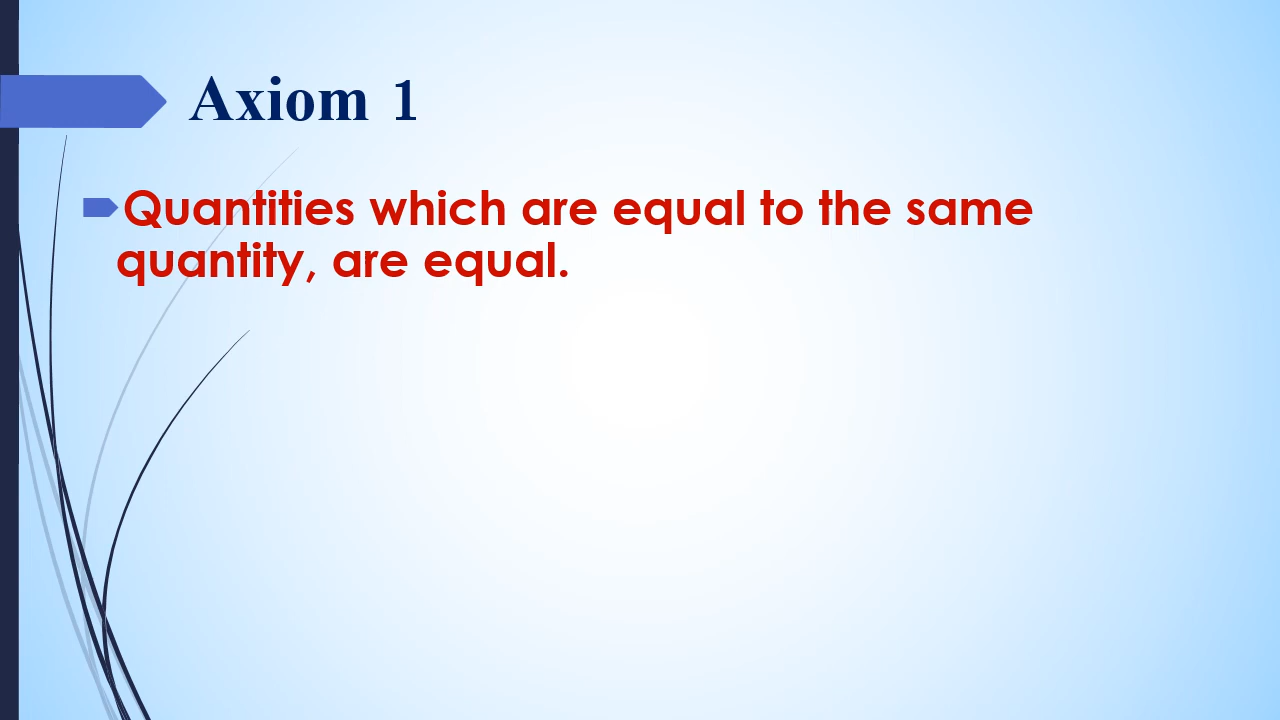 Axiom 1
Quantities which are equal to the same
quantity, are equal.